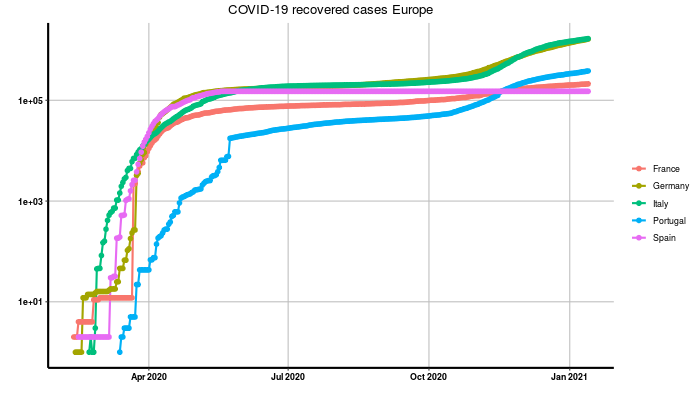 COVID-19 recovered cases Europe
1e+05
1e+03
1e+01
Apr 2020
Jul 2020
Oct 2020
Jan 2021
France
Germany
Italy
Portugal
Spain